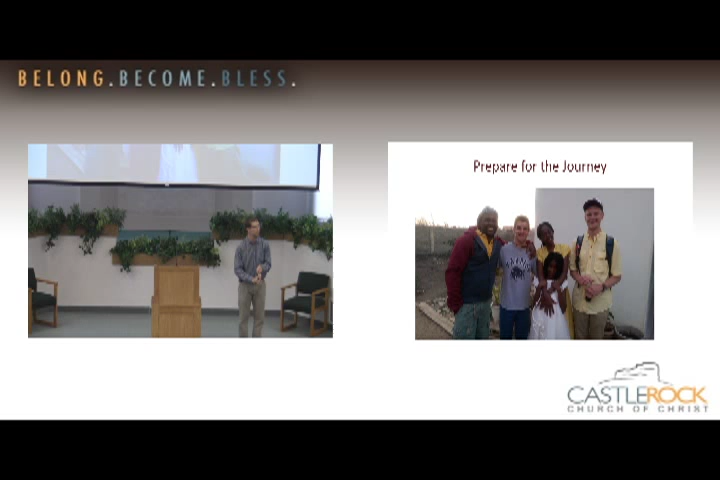 BELONG.BECOME.BLESS.
Prepare for the Journey
CASTLEROCK
CHURCH OF CHRIST